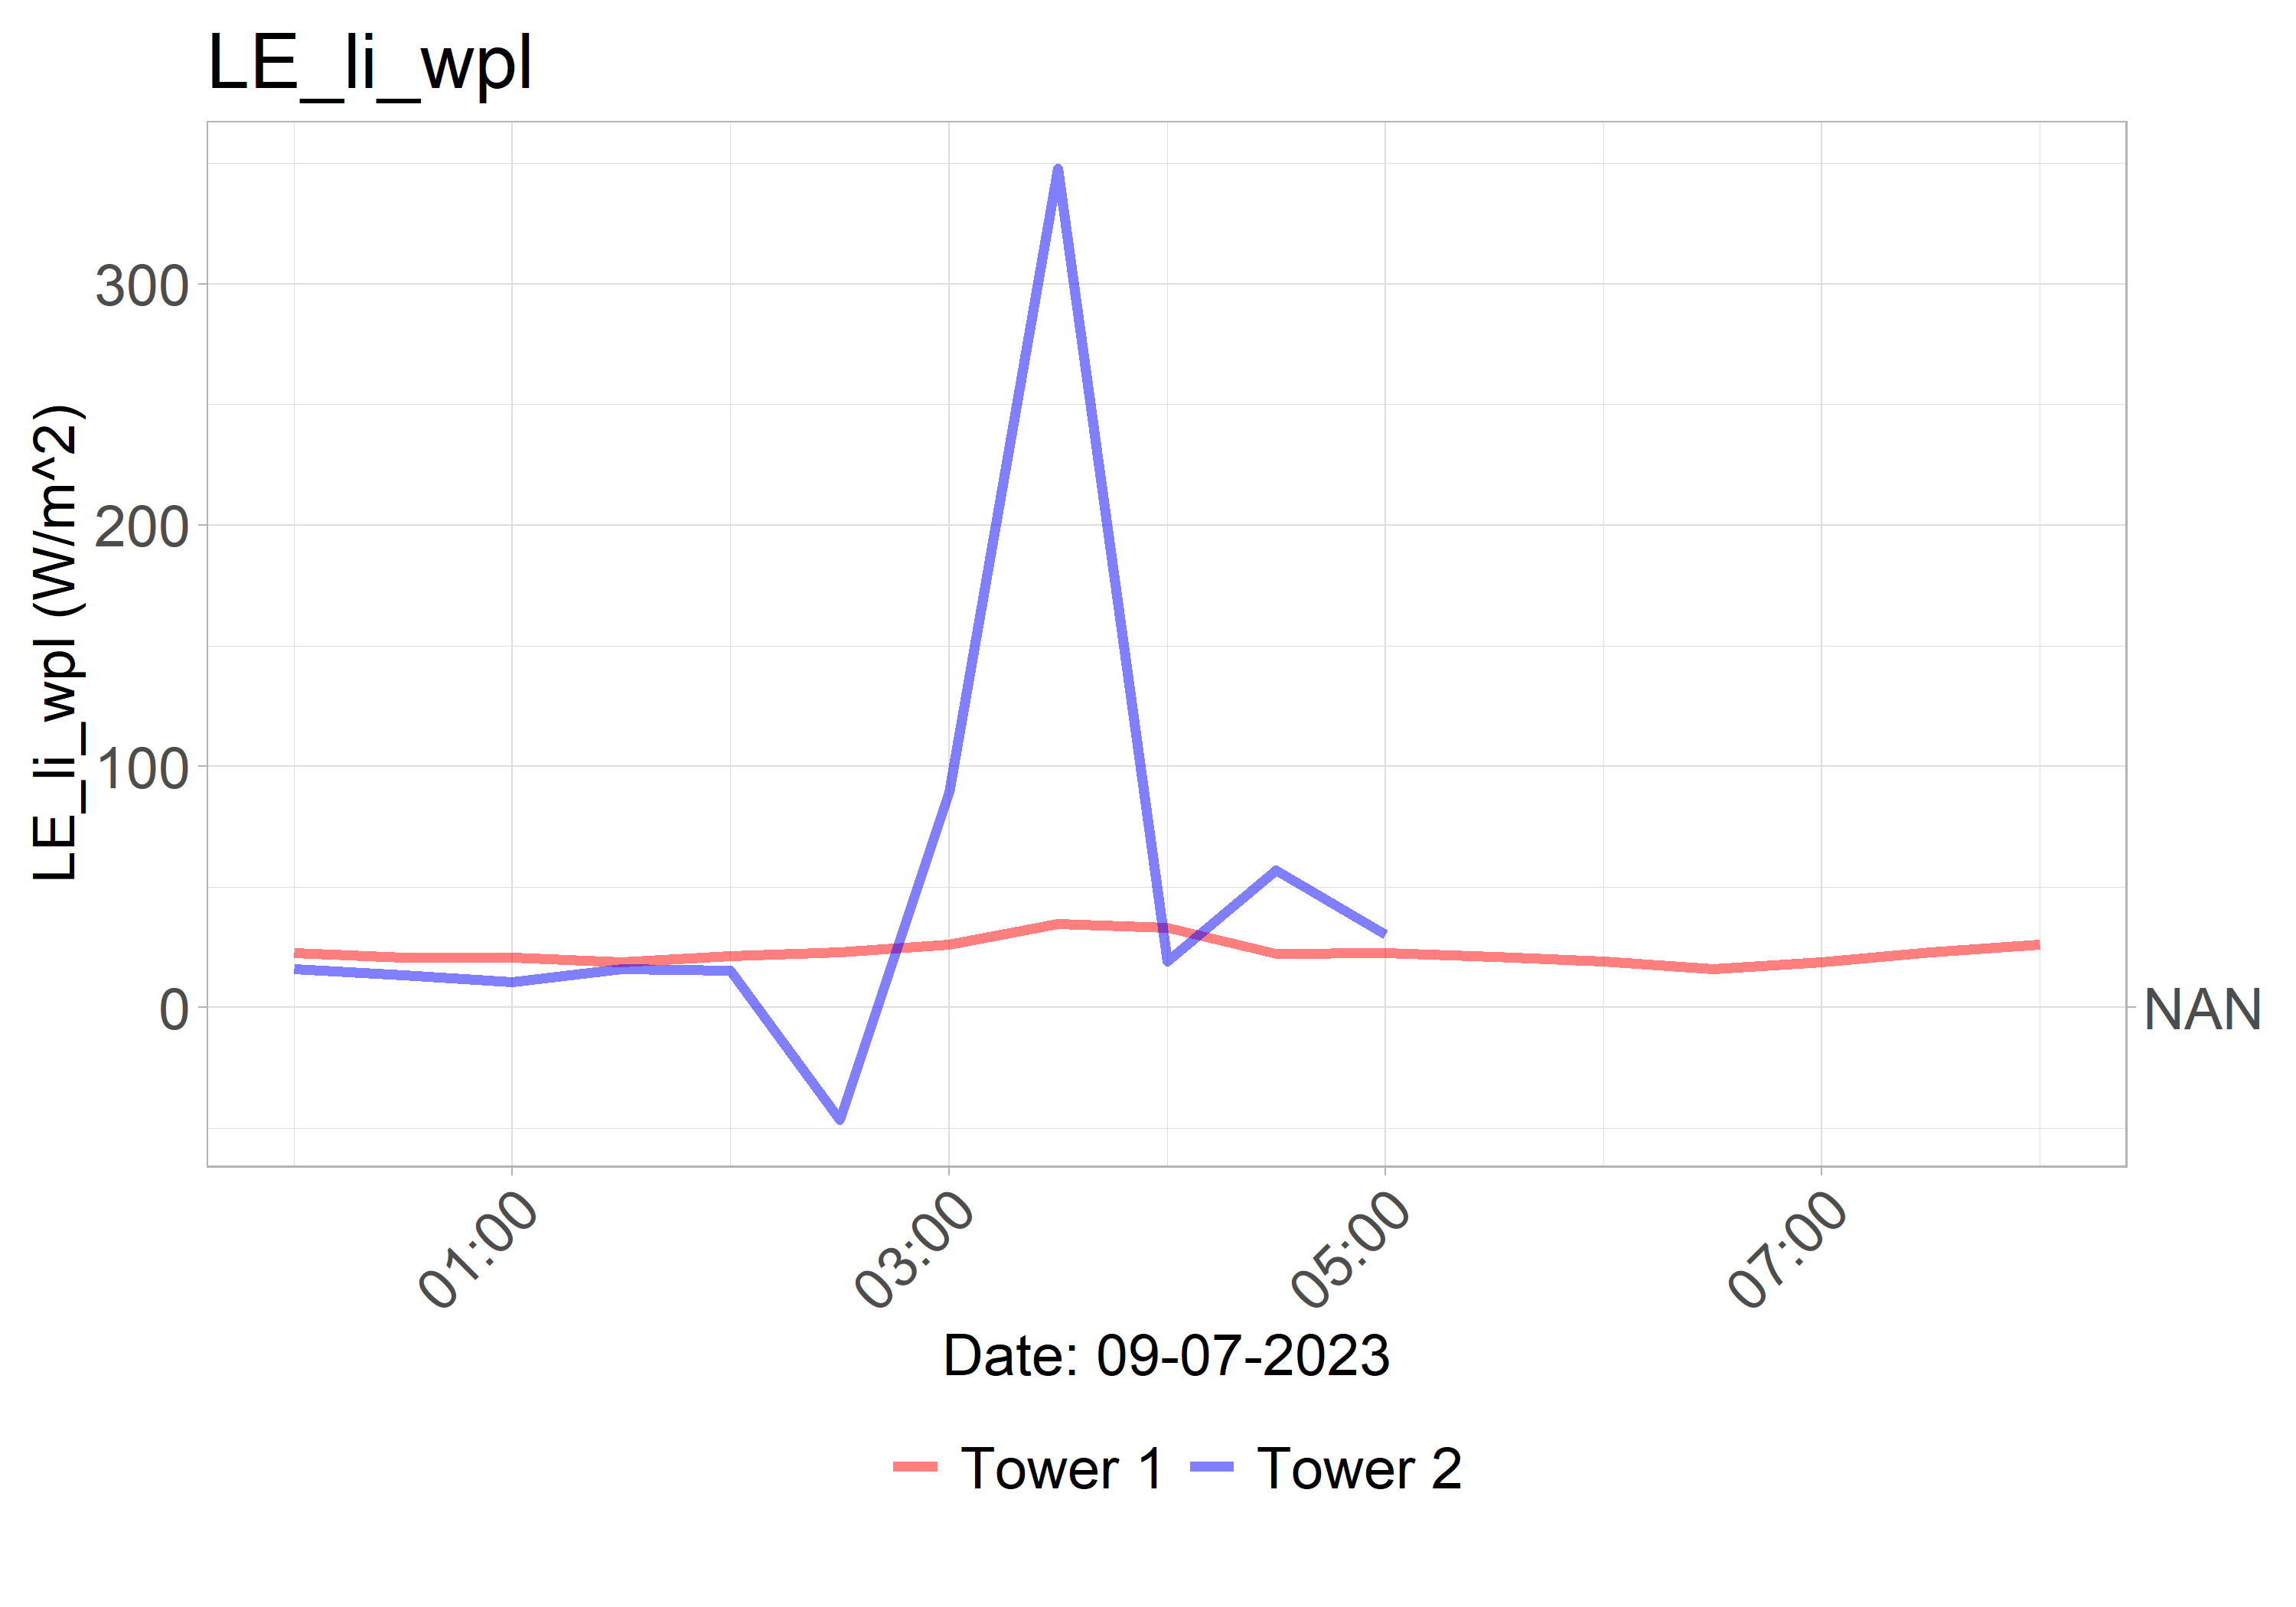 LE_li_wpl
LE_li_wpl (W/m^2)
300
200
100
0
NAN
01:00
03:00
05:00
07:00
Date: 09-07-2023
Tower 1
Tower 2